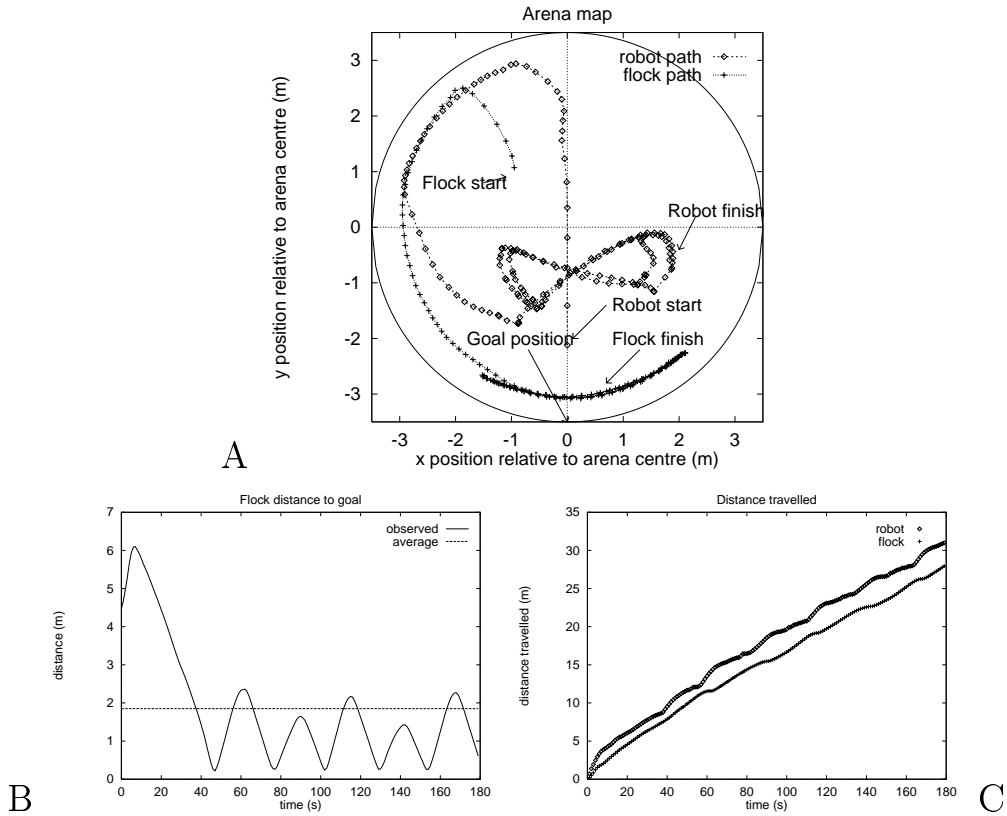 Arena map
robot path
flock path
y position relative to arena centre (m)
3
2
1
0
-1
-2
-3
Flock start
Robot finish
Robot start
Goal position
Flock finish
-3 -2 -1 0 1 2 3
x position relative to arena centre (m)
A
Flock distance to goal
observed
average
distance (m)
7
6
5
4
3
2
1
0
0 20 40 60 80 100 120 140 160 180
time (s)
B
Distance travelled
robot
flock
distance travelled (m)
35
30
25
20
15
10
5
0
0 20 40 60 80 100 120 140 160 180
time (s)
C